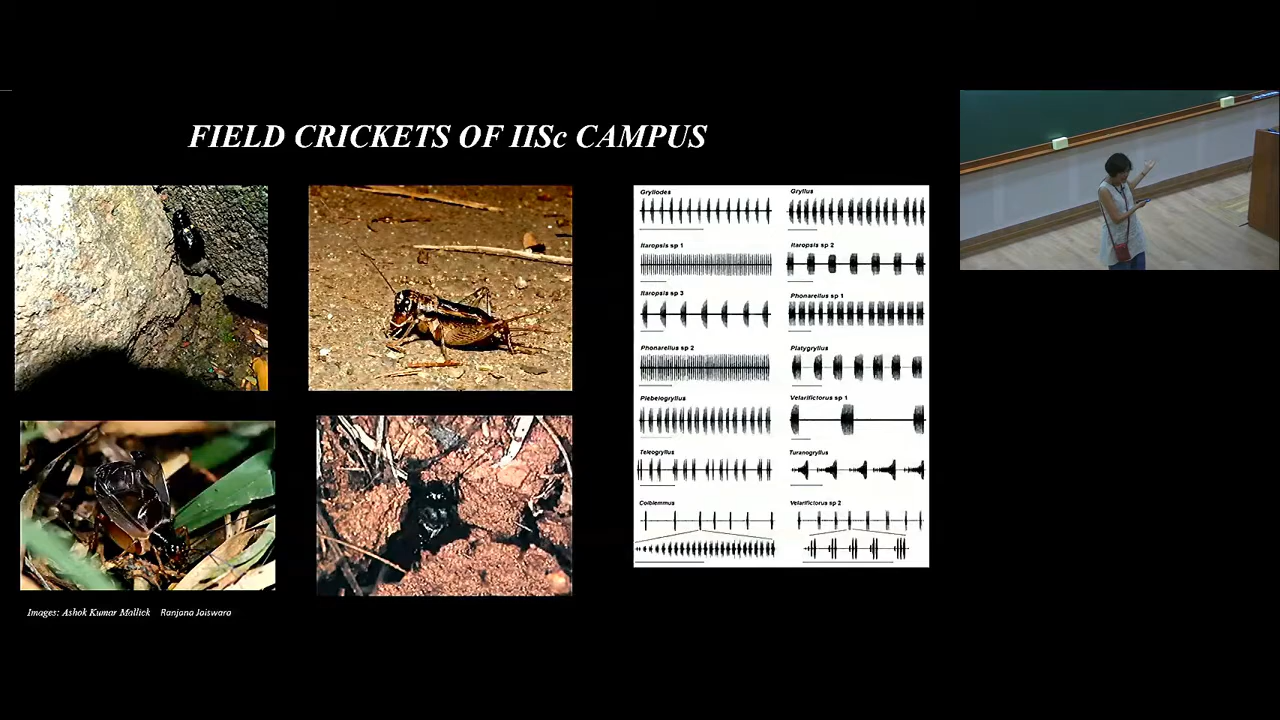 FIELD CRICKETS OF IISc CAMPUS
Gryllodes
Gryllus
Itaropsis sp 1
Itaropsis sp 2
Itaropsis sp 3
Phonarellus sp 1
Phonarellus sp 2
Platygryllus
Plebeiogryllus
Velarifictorus sp 1
Teleogryllus
Turanogryllus
Coiblemmus
Velarifictorus sp 2
Images: Ashok Kumar Mallick Ranjana Jaiswara